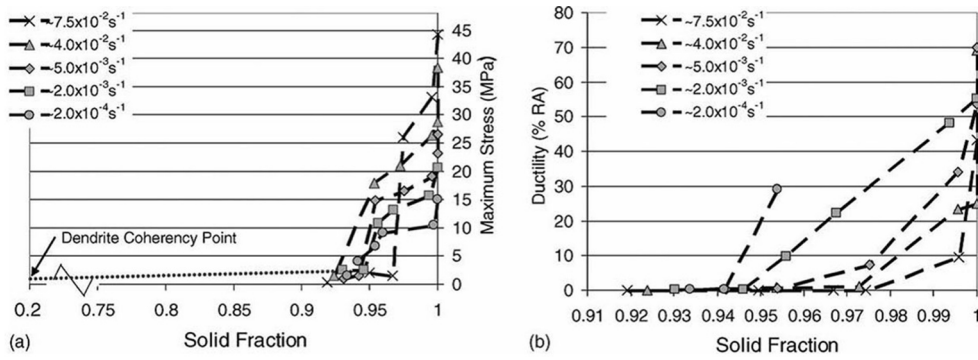 ~7.5x10⁻²s⁻¹
~4.0x10⁻²s⁻¹
~5.0x10⁻³s⁻¹
~2.0x10⁻³s⁻¹
~2.0x10⁻⁴s⁻¹
45
40
35
30
25
20
15
10
5
0
Maximum Stress (MPa)
Dendrite Coherency Point
0.2 0.75 0.8 0.85 0.9 0.95 1
Solid Fraction
(a)
~7.5x10⁻²s⁻¹
~4.0x10⁻²s⁻¹
~5.0x10⁻³s⁻¹
~2.0x10⁻³s⁻¹
~2.0x10⁻⁴s⁻¹
80
70
60
50
40
30
20
10
0
Ductility (% RA)
0.91 0.92 0.93 0.94 0.95 0.96 0.97 0.98 0.99 1
Solid Fraction
(b)